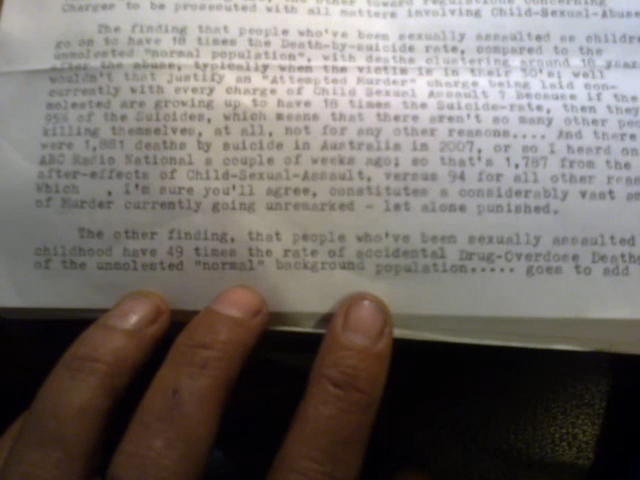 Charges to be prosecuted with all matters involving Child-Sexual-Abuse
The finding that people who've been sexually assaulted as children
go on to have 18 times the Death-by-suicide rate, compared to the
unmolested "normal population", with deaths clustering around 18 years
after the abuse, typically when the victim is in their 30's; well
wouldn't that justify an "Attempted Murder" charge being laid con-
currently with every charge of Child Sexual Assault ? Because if the
molested are growing up to have 18 times the Suicide-rate, then they
95% of the Suicides, which means that there aren't so many other peo
killing themselves, at all, not for any other reasons.... And there
were 1,881 deaths by suicide in Australia in 2007, or so I heard on
ABC Radio National a couple of weeks ago; so that's 1,787 from the
after-effects of Child-Sexual-Assault, versus 94 for all other reas
Which , I'm sure you'll agree, constitutes a considerably vast
of Murder currently going unremarked - let alone punished.
The other finding, that people who've been sexually assaulted
childhood have 49 times the rate of accidental Drug-Overdose Deaths
of the unmolested "normal" background population..... goes to add